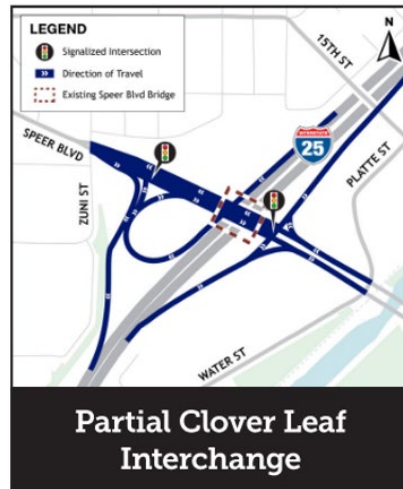 LEGEND
Signalized Intersection
Direction of Travel
Existing Speer Blvd Bridge
N
15TH ST
SPEER BLVD
INTERSTATE
25
ZUNI ST
PLATTE ST
WATER ST
Partial Clover Leaf
Interchange